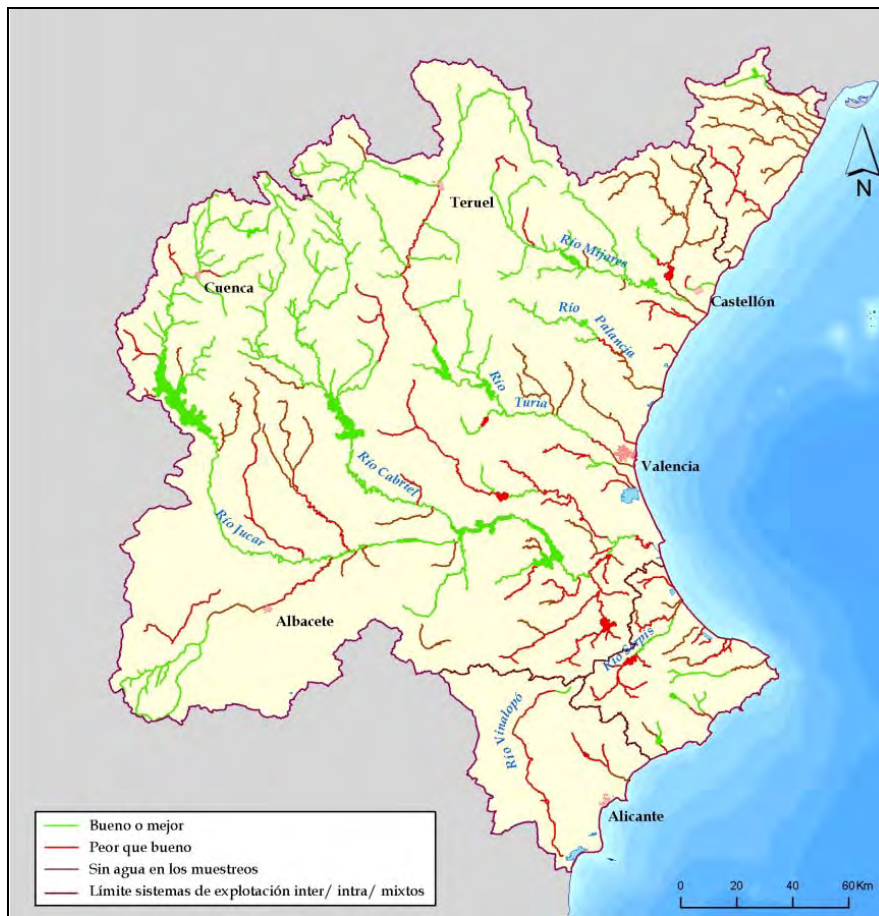 N
Teruel
Río Mijares
Cuenca
Castellón
Río
Palancia
Río
Turia
Valencia
Río Cabriel
Río Jucar
Albacete
Río Serpis
Río Vinalopó
Alicante
Bueno o mejor
Peor que bueno
Sin agua en los muestreos
Límite sistemas de explotación inter/ intra/ mixtos
0 20 40 60 Km